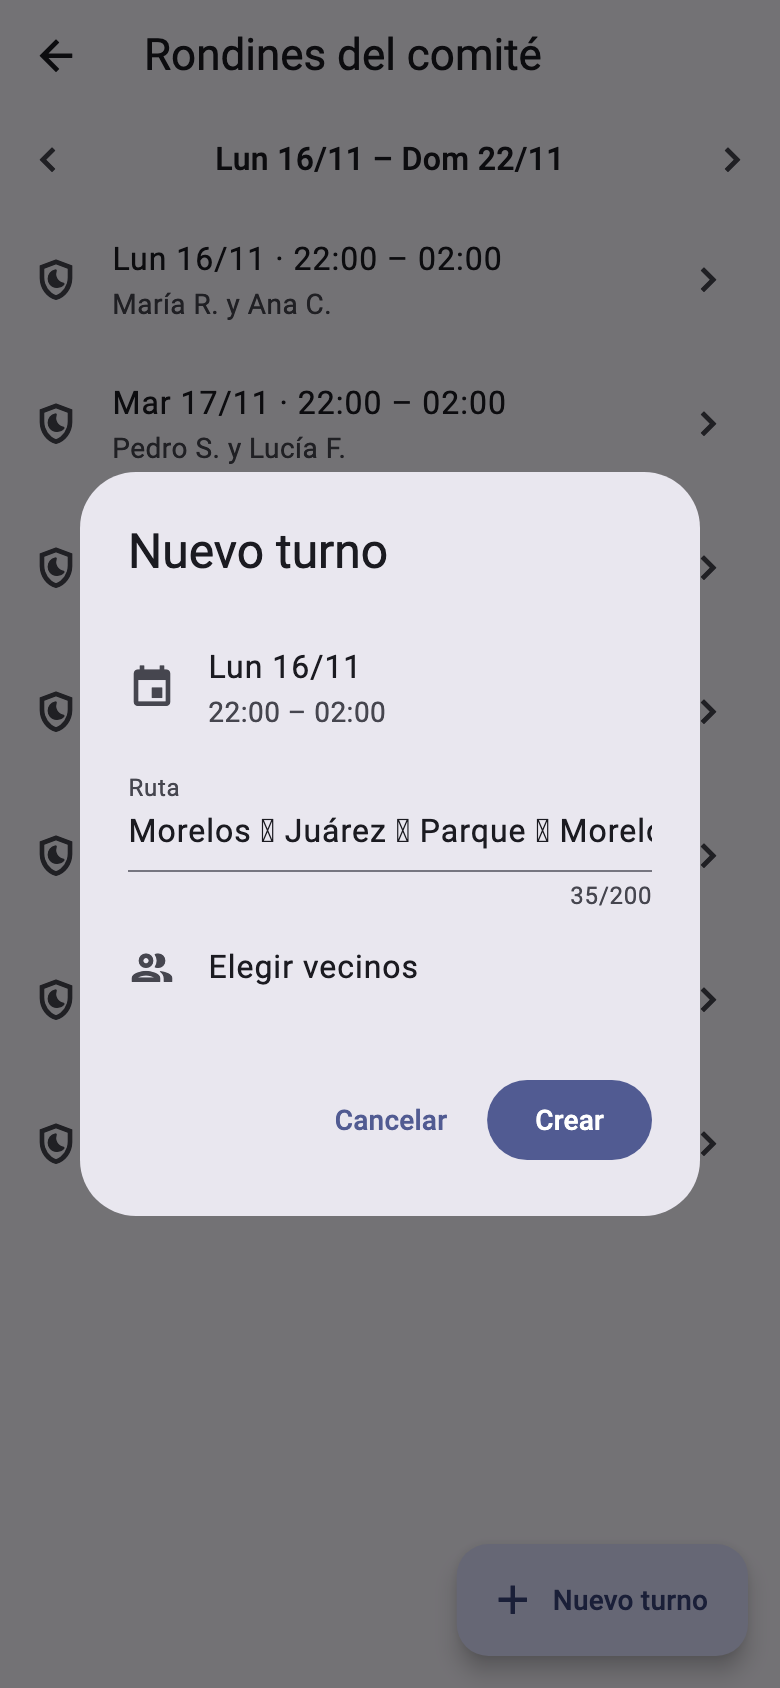 Rondines del comité
Lun 16/11 – Dom 22/11
Lun 16/11 · 22:00 – 02:00
María R. y Ana C.
Mar 17/11 · 22:00 – 02:00
Pedro S. y Lucía F.
Nuevo turno
Lun 16/11
22:00 – 02:00
Ruta
Morelos Juárez Parque
35/200
Elegir vecinos
Cancelar
Crear
Nuevo turno